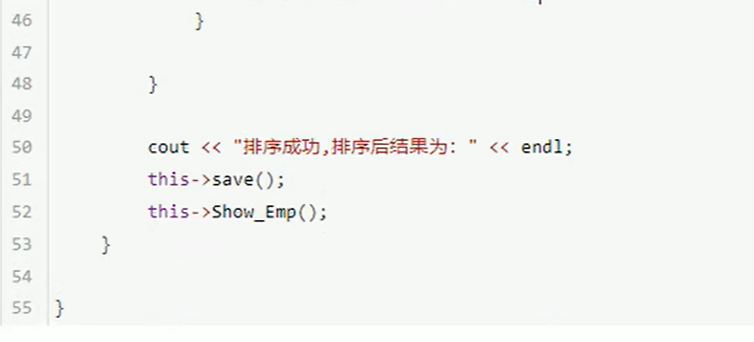 46 }
47
48 }
49
50 cout << "排序成功,排序后结果为：" << endl;
51 this->save();
52 this->Show_Emp();
53 }
54
55 }